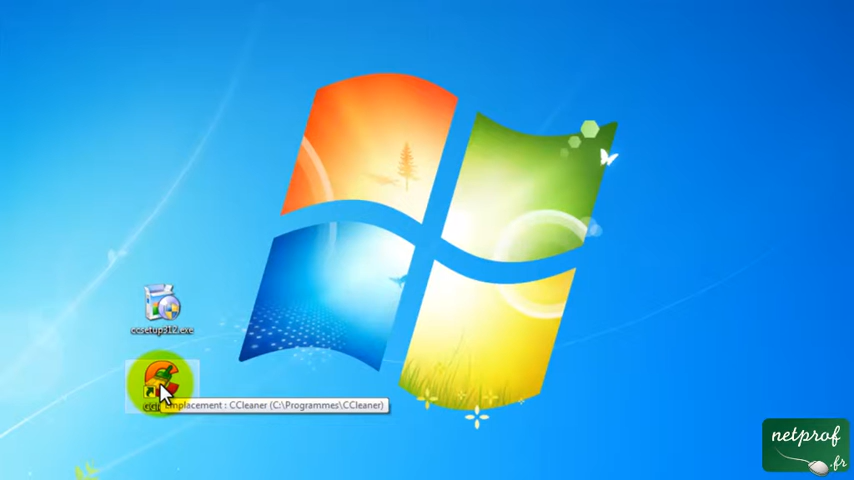 ccsetup312.exe
Emplacement : CCleaner (C:\Programmes\CCleaner)
netprof
.fr